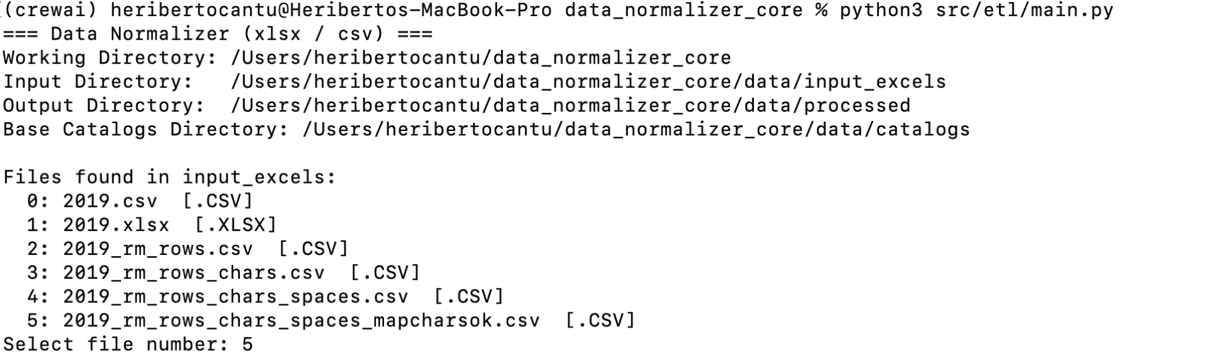 (crewai) heribertocantu@Heribertos-MacBook-Pro data_normalizer_core % python3 src/etl/main.py
=== Data Normalizer (xlsx / csv) ===
Working Directory: /Users/heribertocantu/data_normalizer_core
Input Directory:   /Users/heribertocantu/data_normalizer_core/data/input_excels
Output Directory:   /Users/heribertocantu/data_normalizer_core/data/processed
Base Catalogs Directory: /Users/heribertocantu/data_normalizer_core/data/catalogs

Files found in input_excels:
  0: 2019.csv  [.CSV]
  1: 2019.xlsx  [.XLSX]
  2: 2019_rm_rows.csv  [.CSV]
  3: 2019_rm_rows_chars.csv  [.CSV]
  4: 2019_rm_rows_chars_spaces.csv  [.CSV]
  5: 2019_rm_rows_chars_spaces_mapcharsok.csv  [.CSV]
Select file number: 5